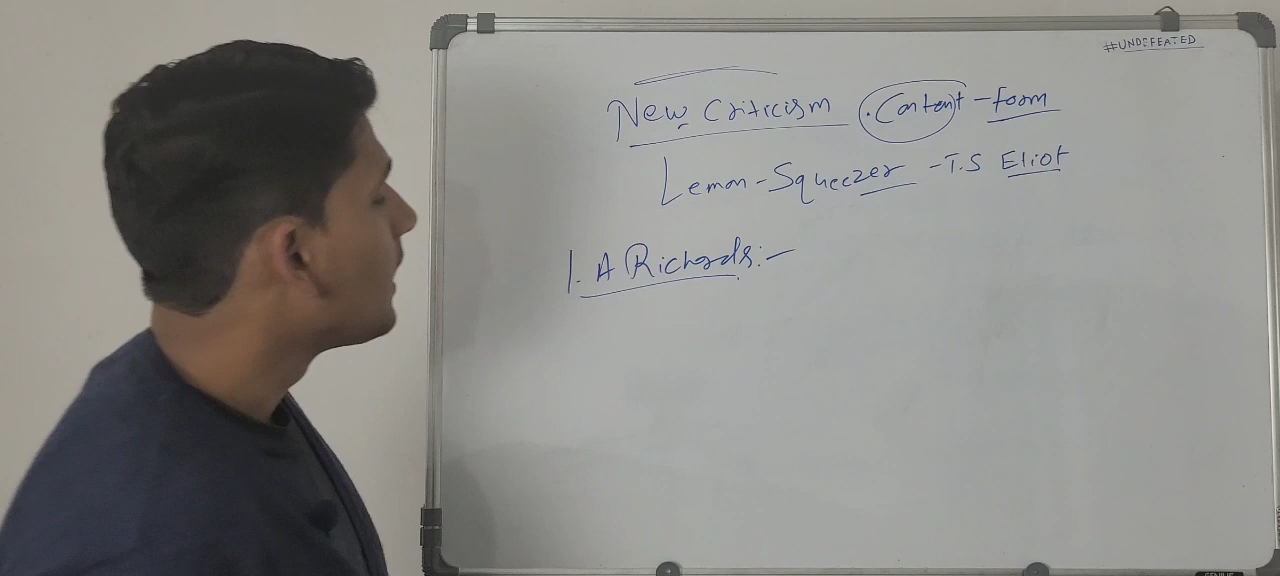 #UNDEFEATED
New Criticism . Content - form
Lemon - Squeezer - T.S Eliot
I. A Richards :-